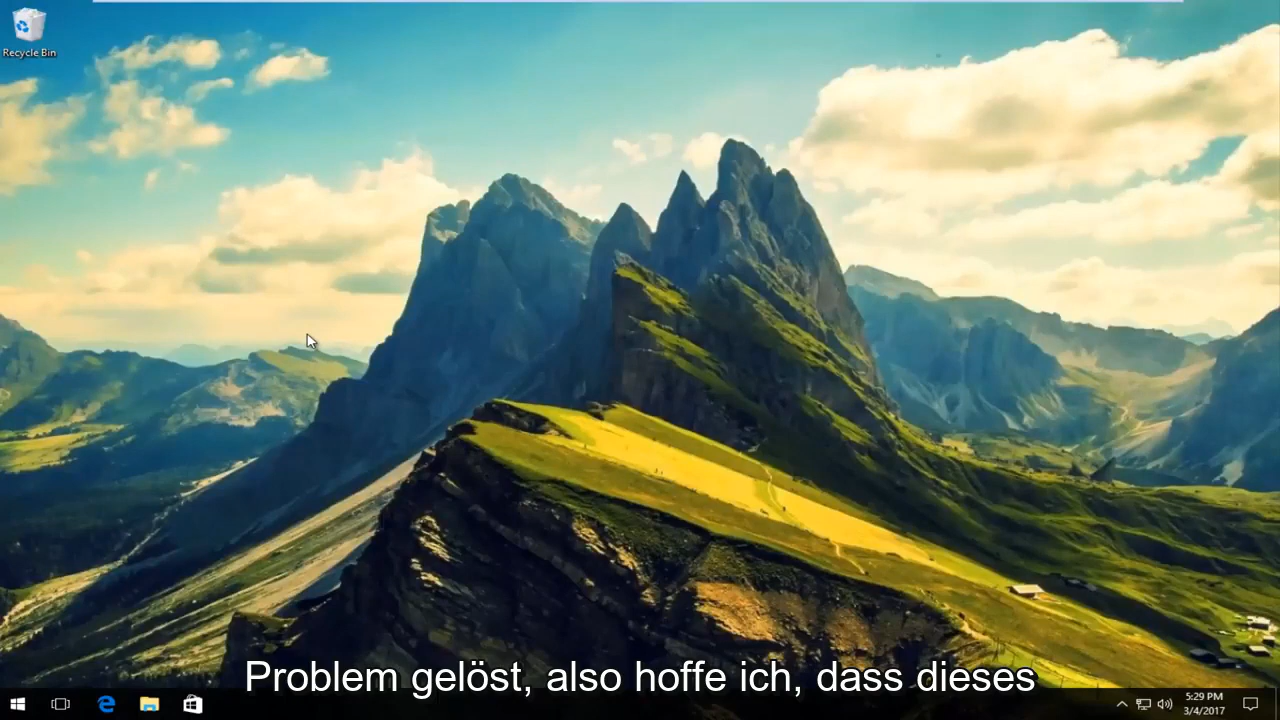 Recycle Bin
Problem gelöst, also hoffe ich, dass dieses
5:29 PM
3/4/2017